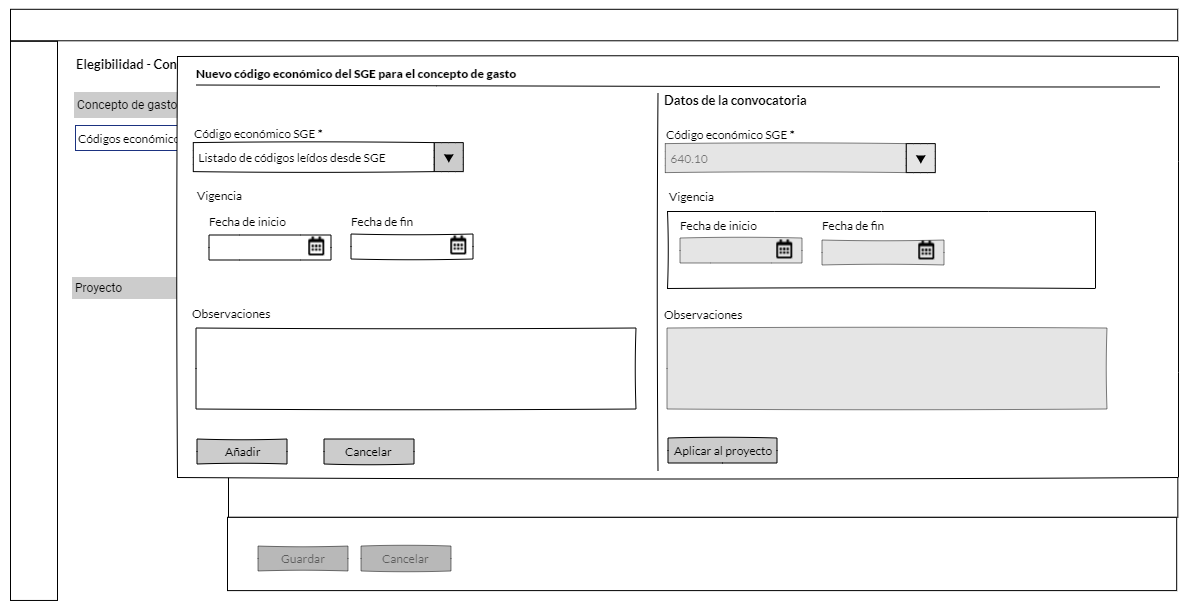 Elegibilidad - Con
Concepto de gasto
Códigos económico
Proyecto
Nuevo código económico del SGE para el concepto de gasto
Código económico SGE *
Listado de códigos leídos desde SGE
Vigencia
Fecha de inicio
Fecha de fin
Observaciones
Añadir
Cancelar
Datos de la convocatoria
Código económico SGE *
640.10
Vigencia
Fecha de inicio
Fecha de fin
Observaciones
Aplicar al proyecto
Guardar
Cancelar